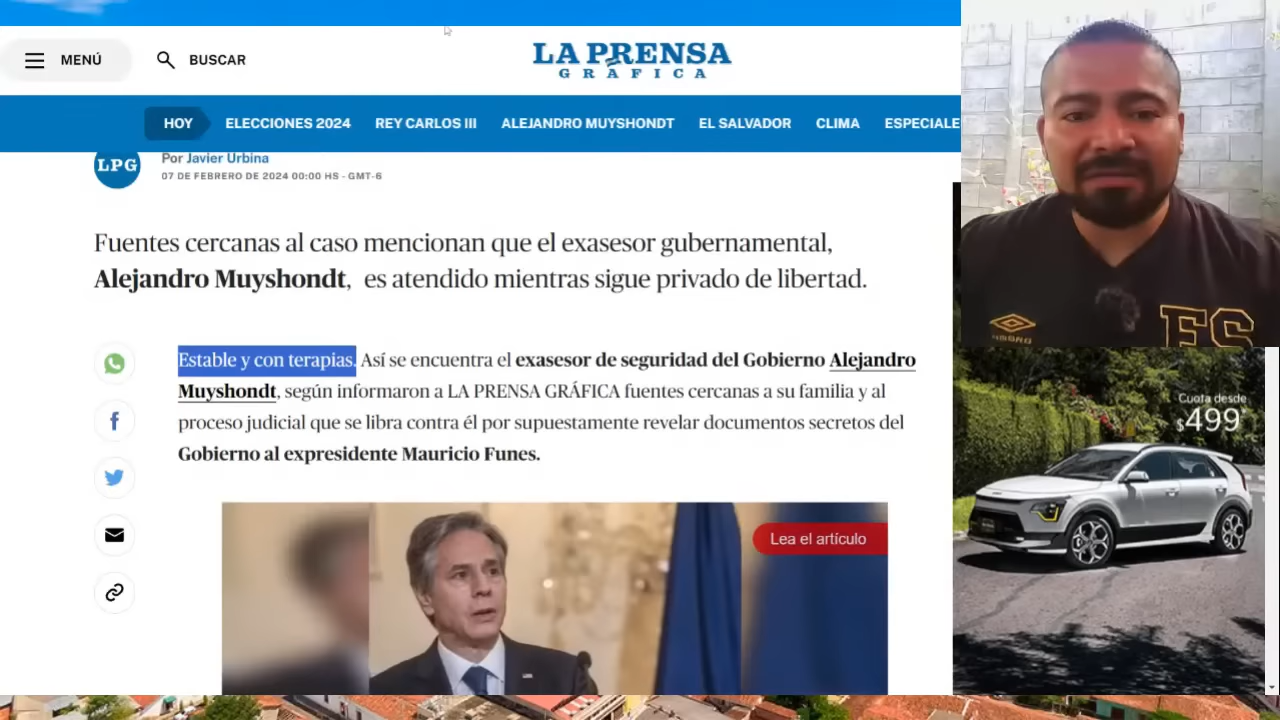 MENÚ
BUSCAR
LA PRENSA
GRÁFICA
HOY
ELECCIONES 2024
REY CARLOS III
ALEJANDRO MUYSHONDT
EL SALVADOR
CLIMA
ESPECIALE
LPG
Por Javier Urbina
07 DE FEBRERO DE 2024 00:00 HS - GMT-6
Fuentes cercanas al caso mencionan que el exasesor gubernamental,
Alejandro Muyshondt, es atendido mientras sigue privado de libertad.
Estable y con terapias. Así se encuentra el exasesor de seguridad del Gobierno Alejandro
Muyshondt, según informaron a LA PRENSA GRÁFICA fuentes cercanas a su familia y al
proceso judicial que se libra contra él por supuestamente revelar documentos secretos del
Gobierno al expresidente Mauricio Funes.
Lea el artículo
ES
Cuota desde
$499